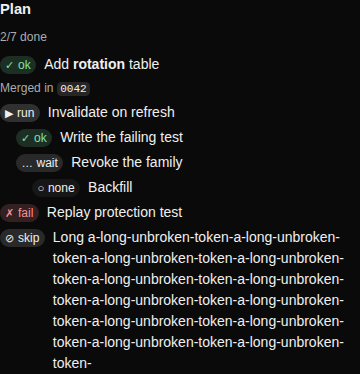 Plan
2/7 done
✓ ok Add rotation table
Merged in 0042
▶ run Invalidate on refresh
✓ ok Write the failing test
… wait Revoke the family
○ none Backfill
✗ fail Replay protection test
⊘ skip Long a-long-unbroken-token-a-long-unbroken-
token-a-long-unbroken-token-a-long-unbroken-
token-a-long-unbroken-token-a-long-unbroken-
token-a-long-unbroken-token-a-long-unbroken-
token-a-long-unbroken-token-a-long-unbroken-
token-a-long-unbroken-token-a-long-unbroken-
token-